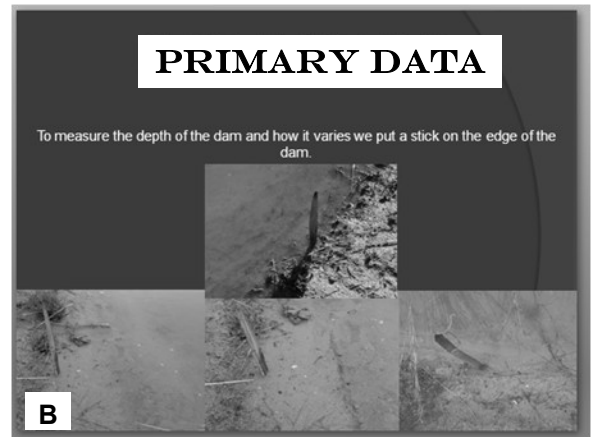 PRIMARY DATA
To measure the depth of the dam and how it varies we put a stick on the edge of the
dam.
B